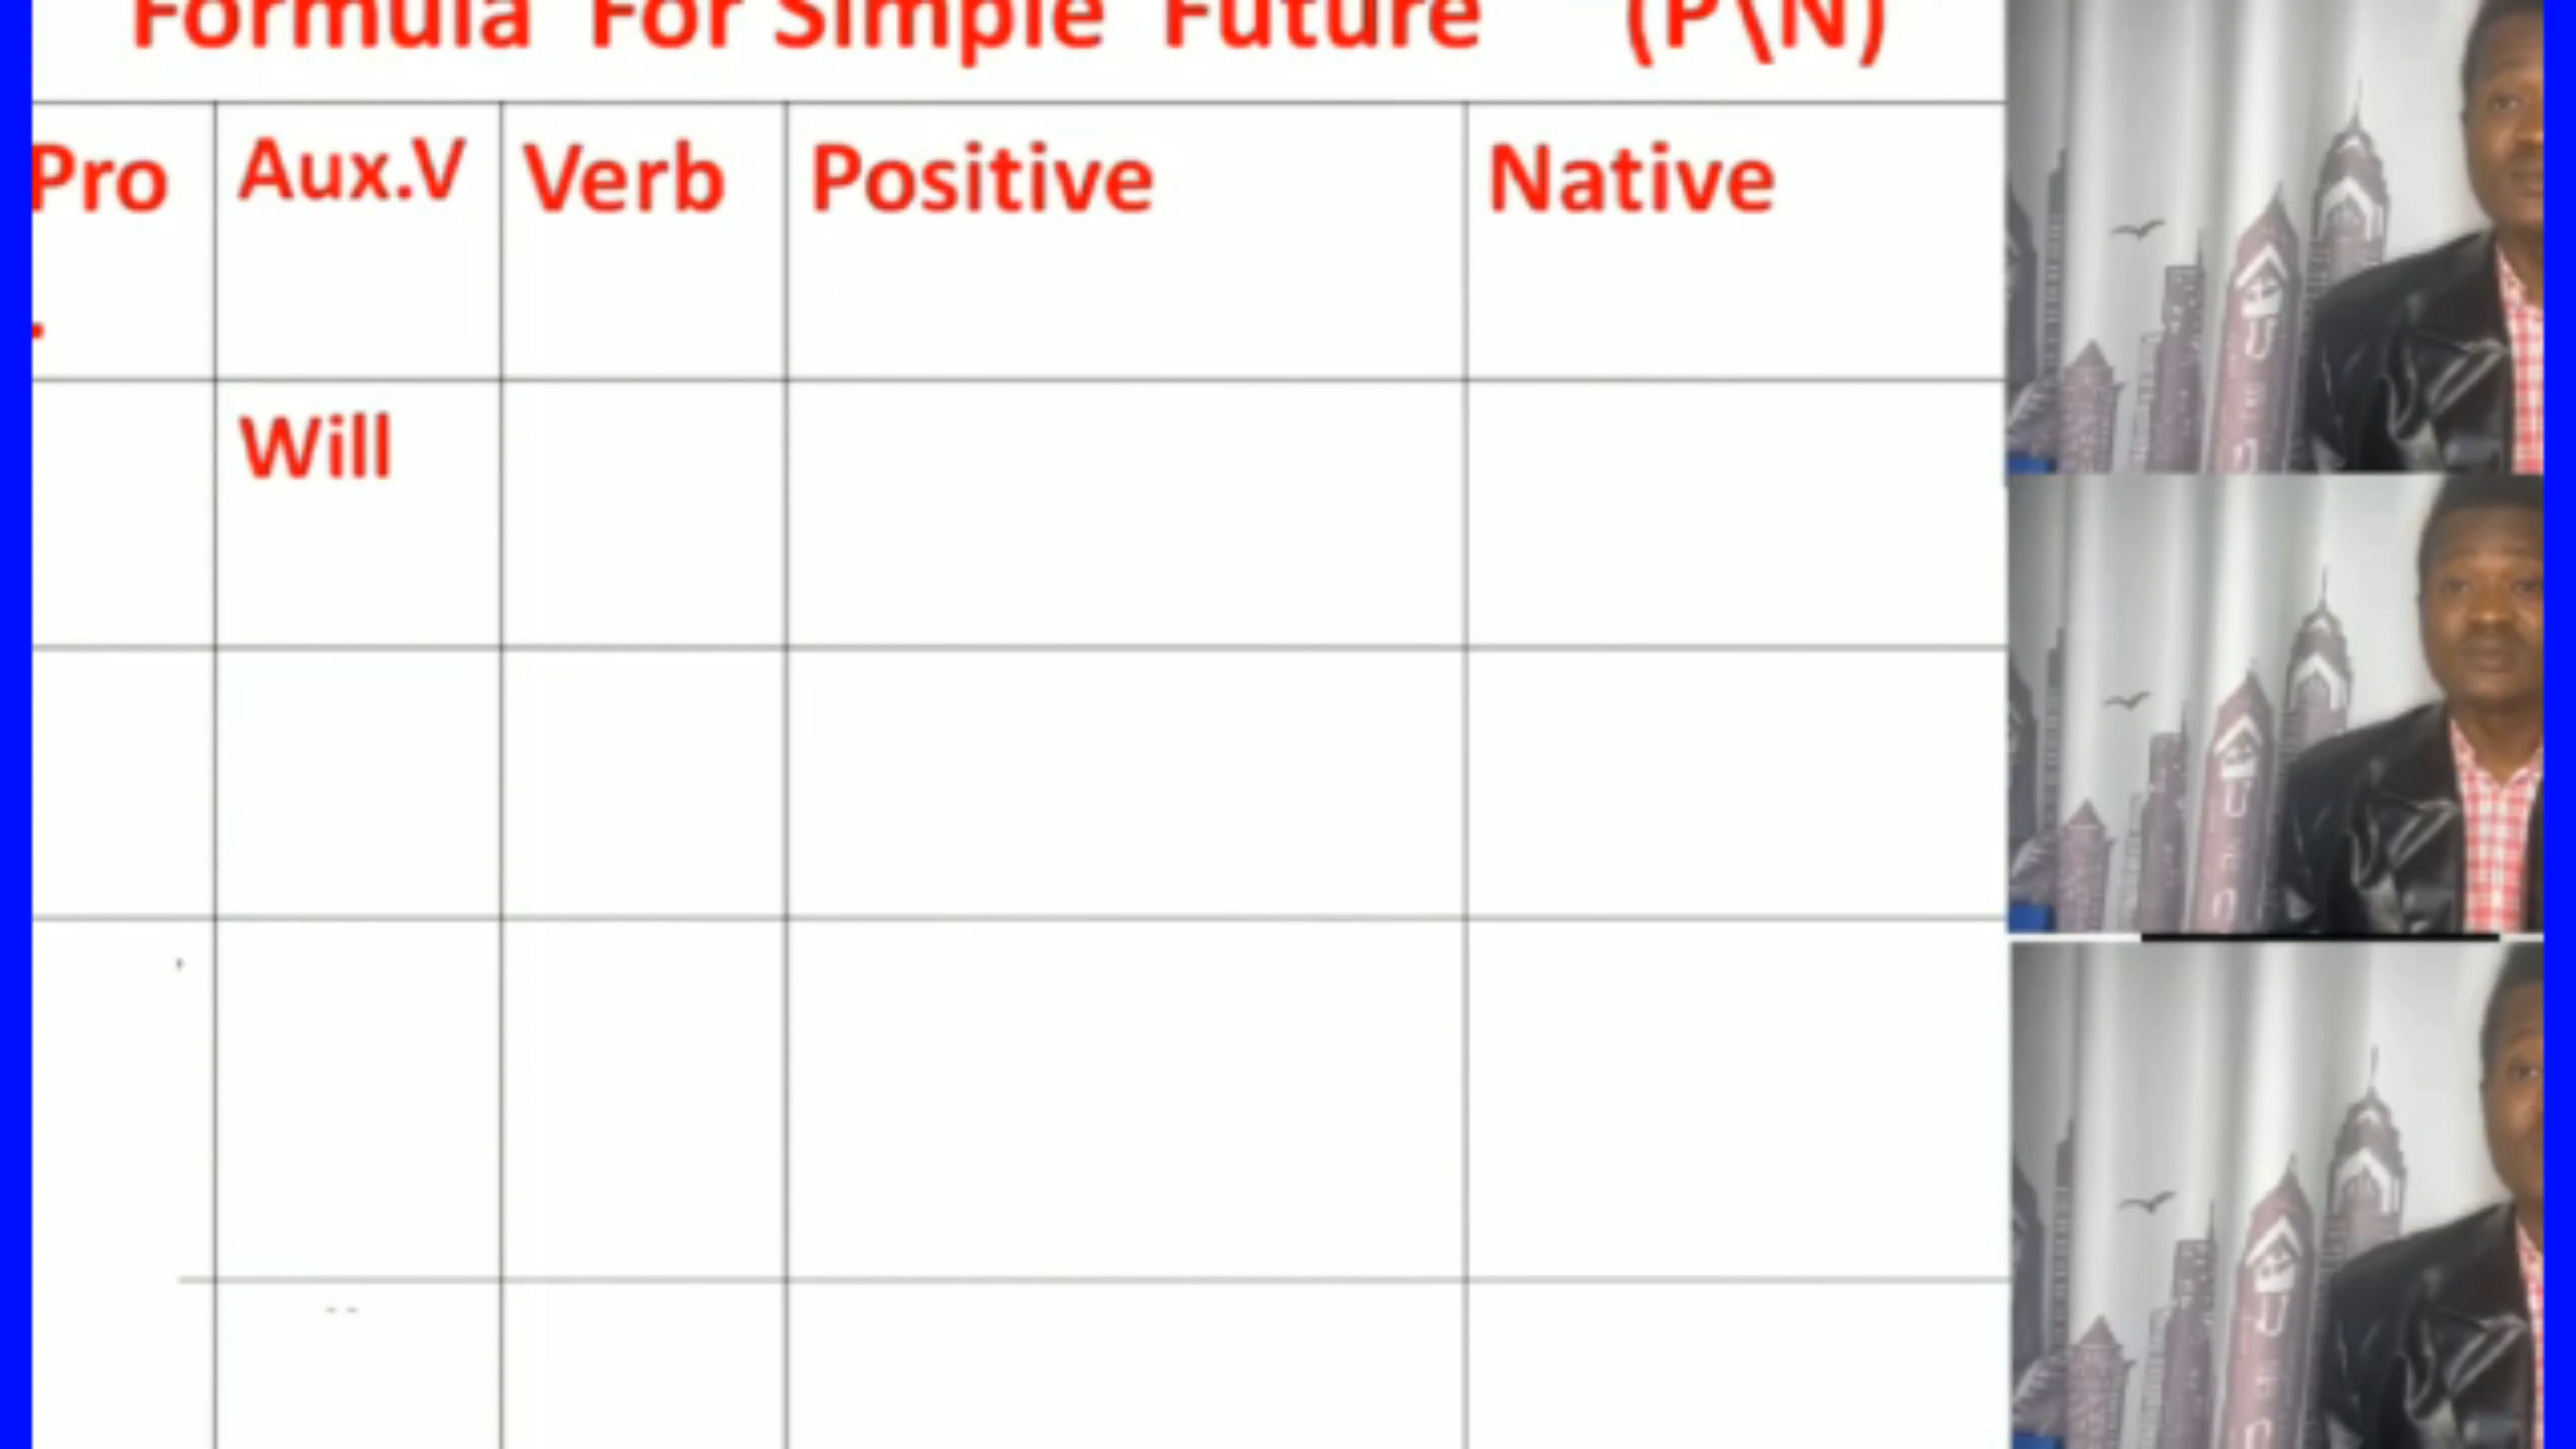 Formula For Simple Future (P\N)
Pro Aux.V Verb Positive Native
.
Will